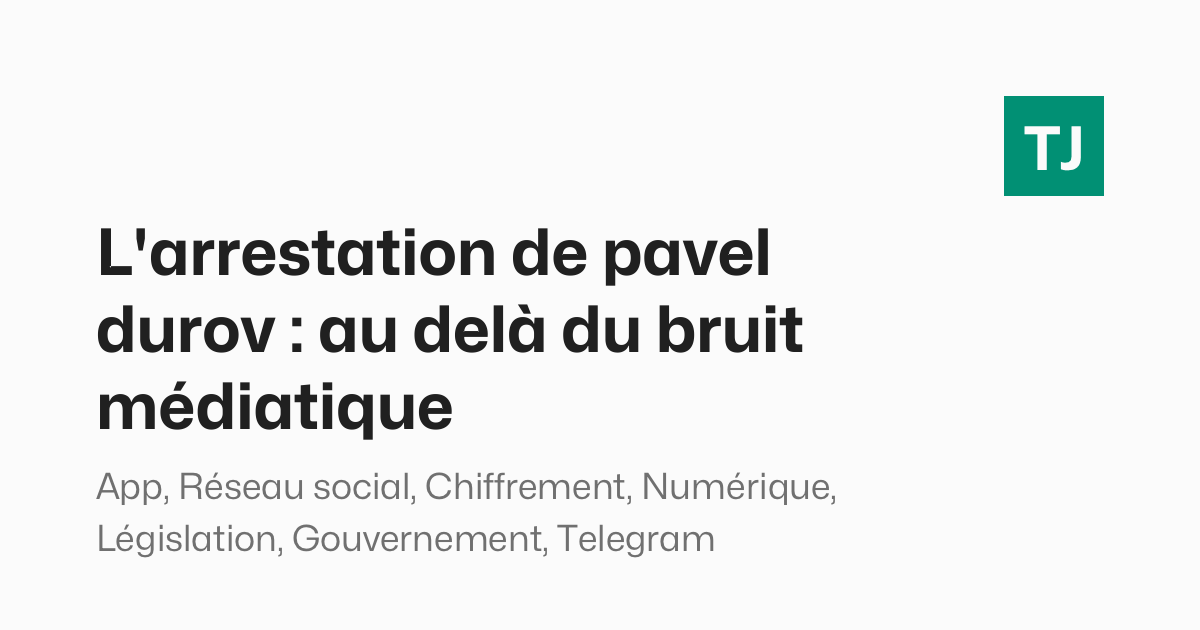 TJ
L'arrestation de pavel
durov : au delà du bruit
médiatique
App, Réseau social, Chiffrement, Numérique,
Législation, Gouvernement, Telegram